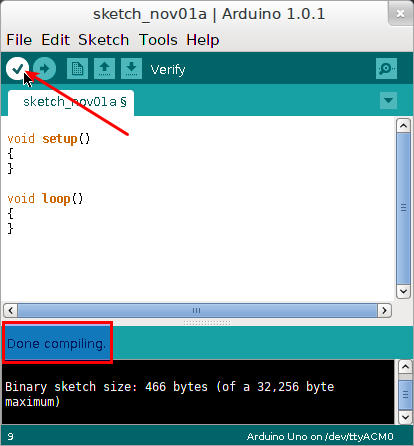 sketch_nov01a | Arduino 1.0.1
File Edit Sketch Tools Help
Verify
sketch_nov01a §
void setup()
{
}
void loop()
{
}
Done compiling.
Binary sketch size: 466 bytes (of a 32,256 byte
maximum)
9 Arduino Uno on /dev/ttyACM0